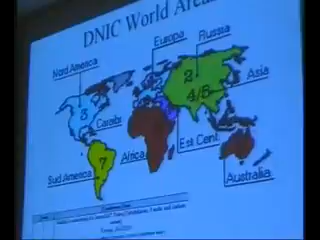 DNIC World Area
Europa
Russia
Nord America
2
Asia
3
4/5
Caraibi
Est Cent.
7
Africa
Sud America
Australia